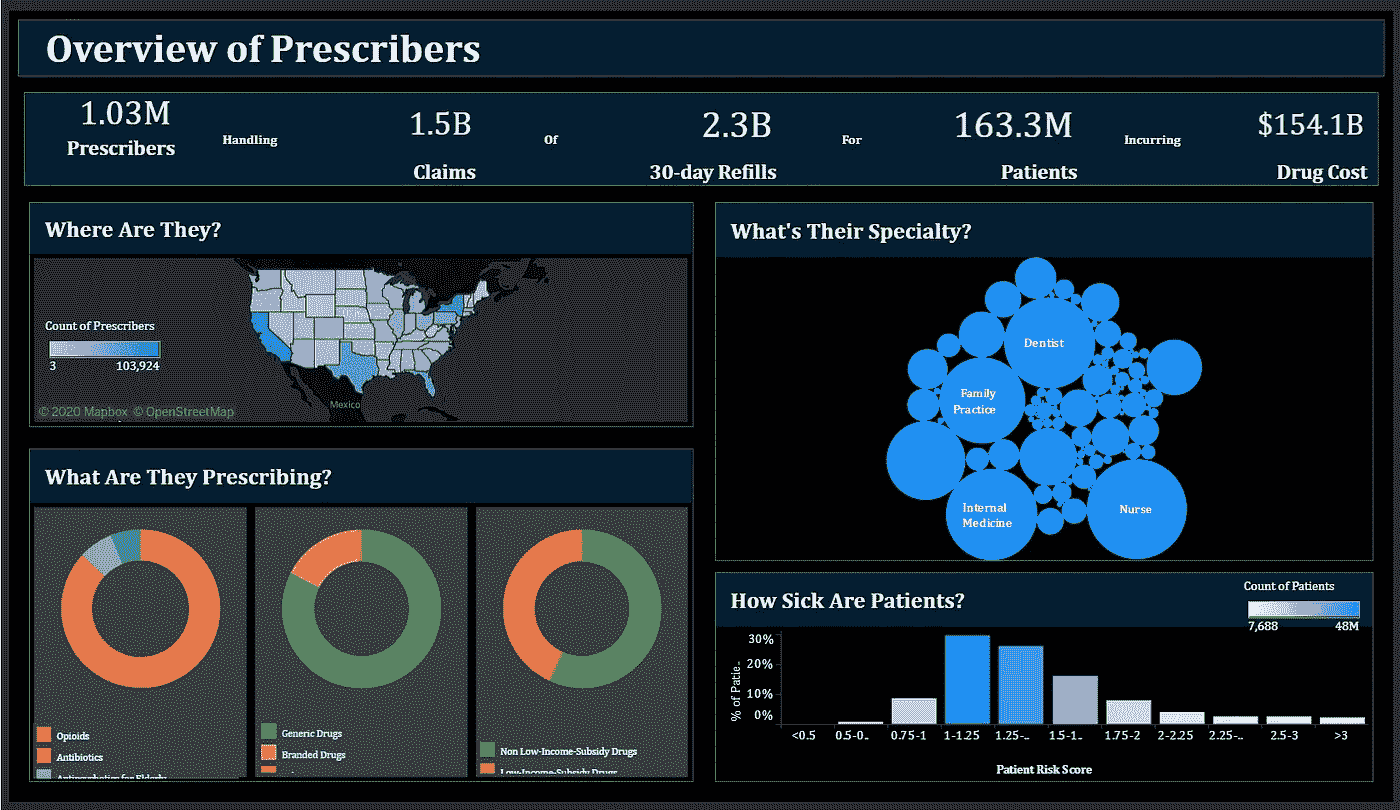 Overview of Prescribers
1.03M
Prescribers
Handling
1.5B
Claims
Of
2.3B
30-day Refills
For
163.3M
Patients
Incurring
$154.1B
Drug Cost
Where Are They?
Count of Prescribers
3
103,924
Mexico
© 2020 Mapbox © OpenStreetMap
What's Their Specialty?
Dentist
Family
Practice
Internal
Medicine
Nurse
What Are They Prescribing?
Opioids
Antibiotics
Antipsychotics for Elderly
Generic Drugs
Branded Drugs
Non Low-Income-Subsidy Drugs
Low-Income-Subsidy Drugs
How Sick Are Patients?
Count of Patients
7,688
48M
% of Patie..
30%
20%
10%
0%
<0.5
0.5-0..
0.75-1
1-1.25
1.25-..
1.5-1..
1.75-2
2-2.25
2.25-..
2.5-3
>3
Patient Risk Score